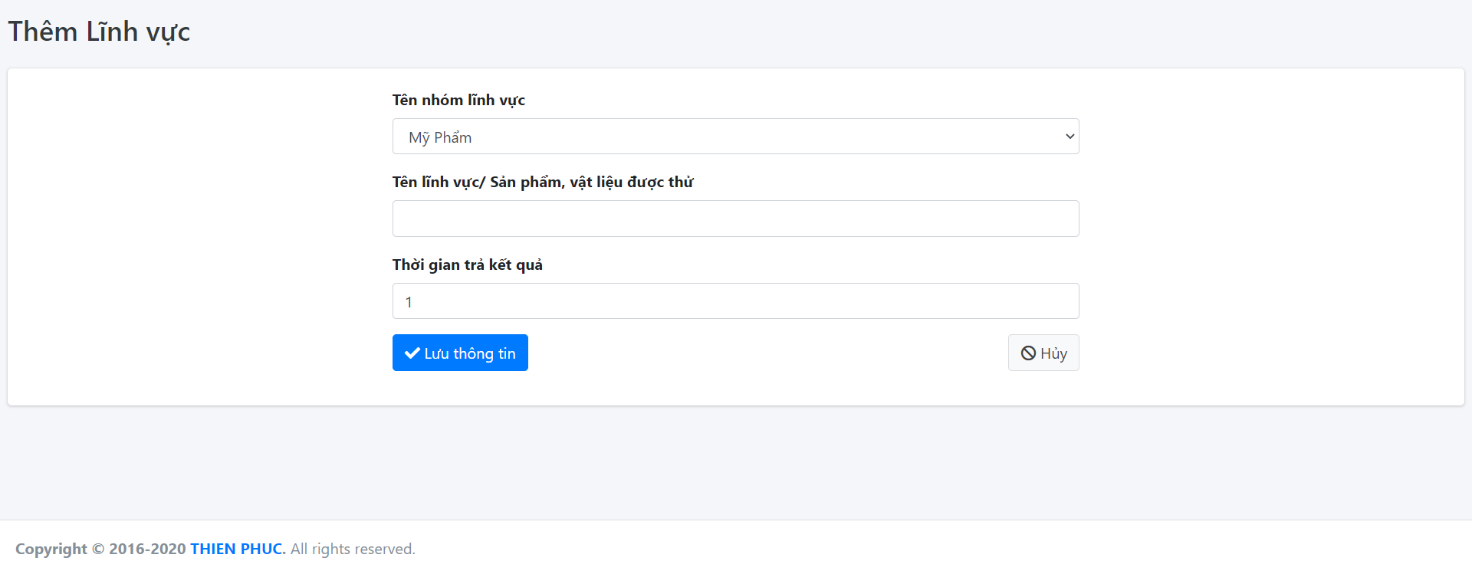 Thêm Lĩnh vực
Tên nhóm lĩnh vực
Mỹ Phẩm
Tên lĩnh vực/ Sản phẩm, vật liệu được thử
Thời gian trả kết quả
1
Lưu thông tin
Hủy
Copyright © 2016-2020 THIEN PHUC. All rights reserved.